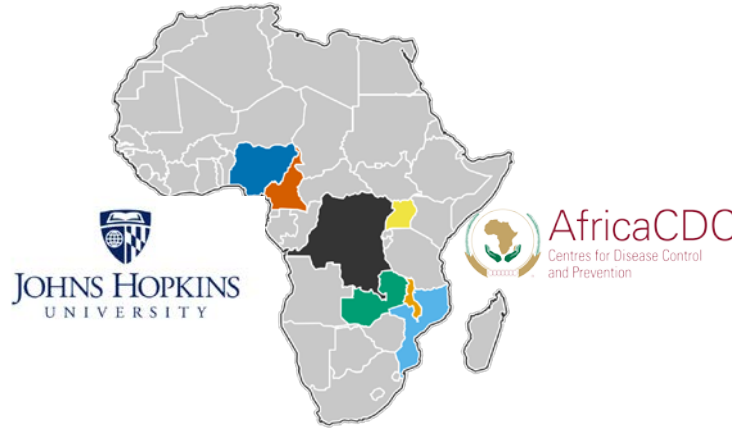 JOHNS HOPKINS
UNIVERSITY
AfricaCDC
Centres for Disease Control
and Prevention